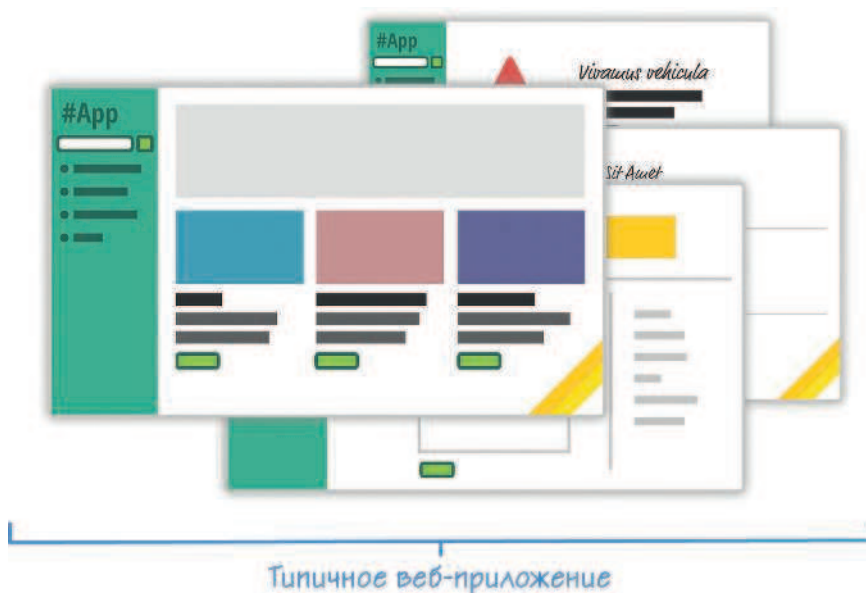 #App
Vivamus vehicula
#App
Sit Amet
Типичное веб-приложение